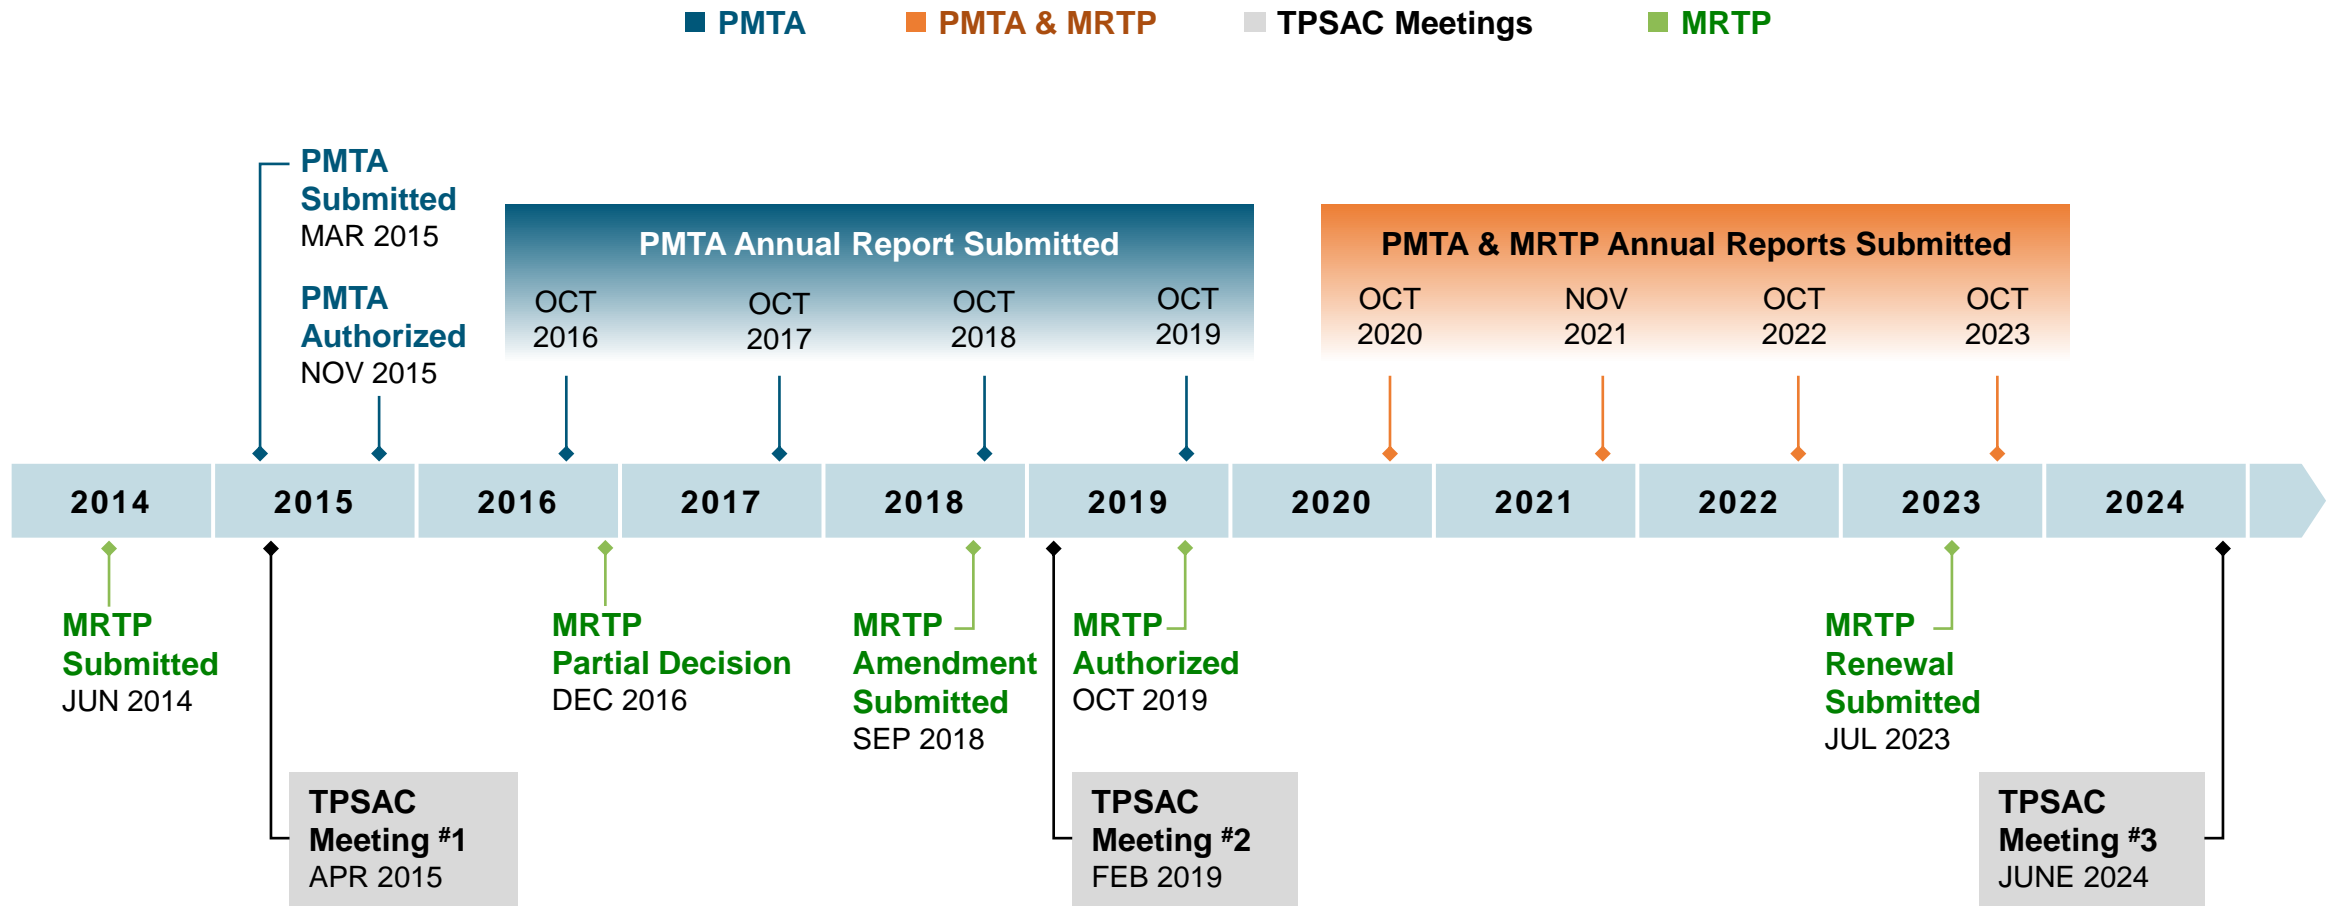 PMTA
PMTA & MRTP
TPSAC Meetings
MRTP
PMTA
Submitted
MAR 2015
PMTA
Authorized
NOV 2015
PMTA Annual Report Submitted
OCT
2016
OCT
2017
OCT
2018
OCT
2019
PMTA & MRTP Annual Reports Submitted
OCT
2020
NOV
2021
OCT
2022
OCT
2023
2014
2015
2016
2017
2018
2019
2020
2021
2022
2023
2024
MRTP
Submitted
JUN 2014
MRTP
Partial Decision
DEC 2016
MRTP
Amendment
Submitted
SEP 2018
MRTP
Authorized
OCT 2019
MRTP
Renewal
Submitted
JUL 2023
TPSAC
Meeting #1
APR 2015
TPSAC
Meeting #2
FEB 2019
TPSAC
Meeting #3
JUNE 2024